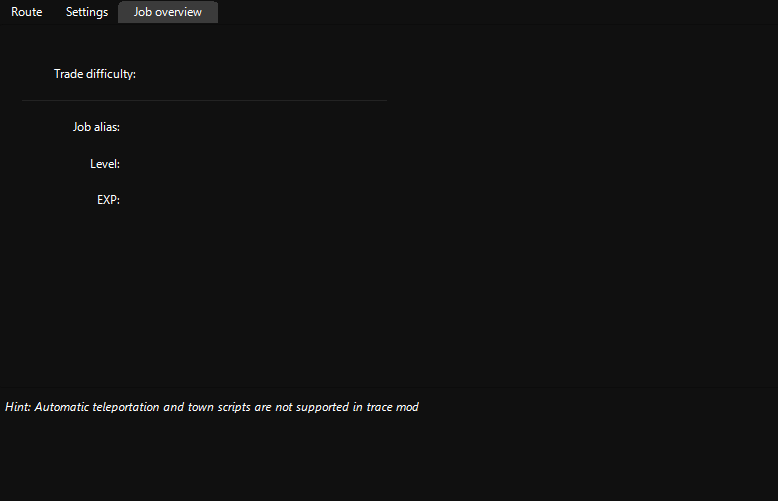 Route Settings Job overview
Trade difficulty:
Job alias:
Level:
EXP:
Hint: Automatic teleportation and town scripts are not supported in trace mod